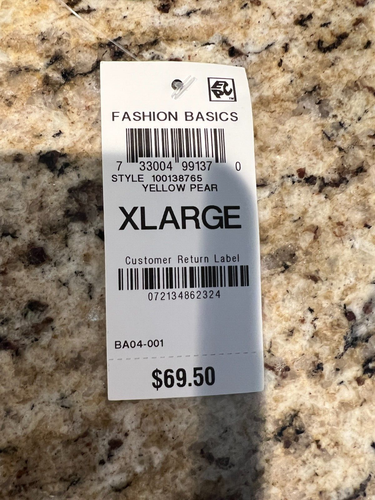 EPC
FASHION BASICS
7 33004 99137 0
STYLE 100138765
YELLOW PEAR
XLARGE
Customer Return Label
072134862324
BA04-001
$69.50